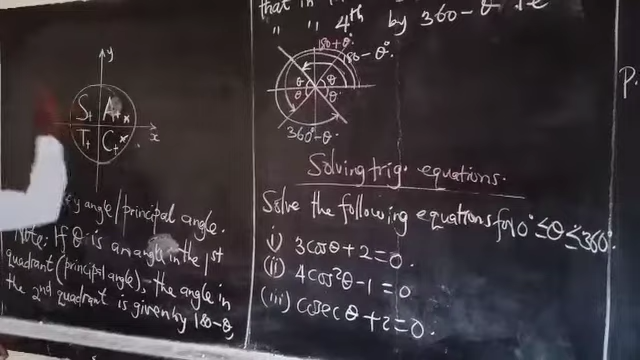 y
S+ A+*
T+ C+*
x
y angle/principal angle.
Note; If θ is an angle in the 1st
quadrant (principal angle), the angle in
the 2nd quadrant is given by 180-θ,
that in
" " 4th by 360-θ
180+θ°
180-θ°
θ θ
θ θ
360°-θ.
Solving trig. equations.
Solve the following equations for 0°≤θ≤360°.
i) 3cosθ+2=0.
(ii) 4cos²θ-1=0
(iii) cosecθ+2=0.
P